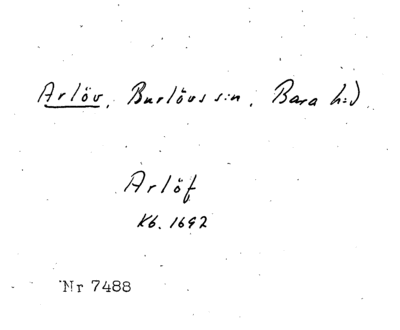 Arlöv, Burlövs s:n, Bara h:d
Arlöf
Kb. 1692
Nr 7488